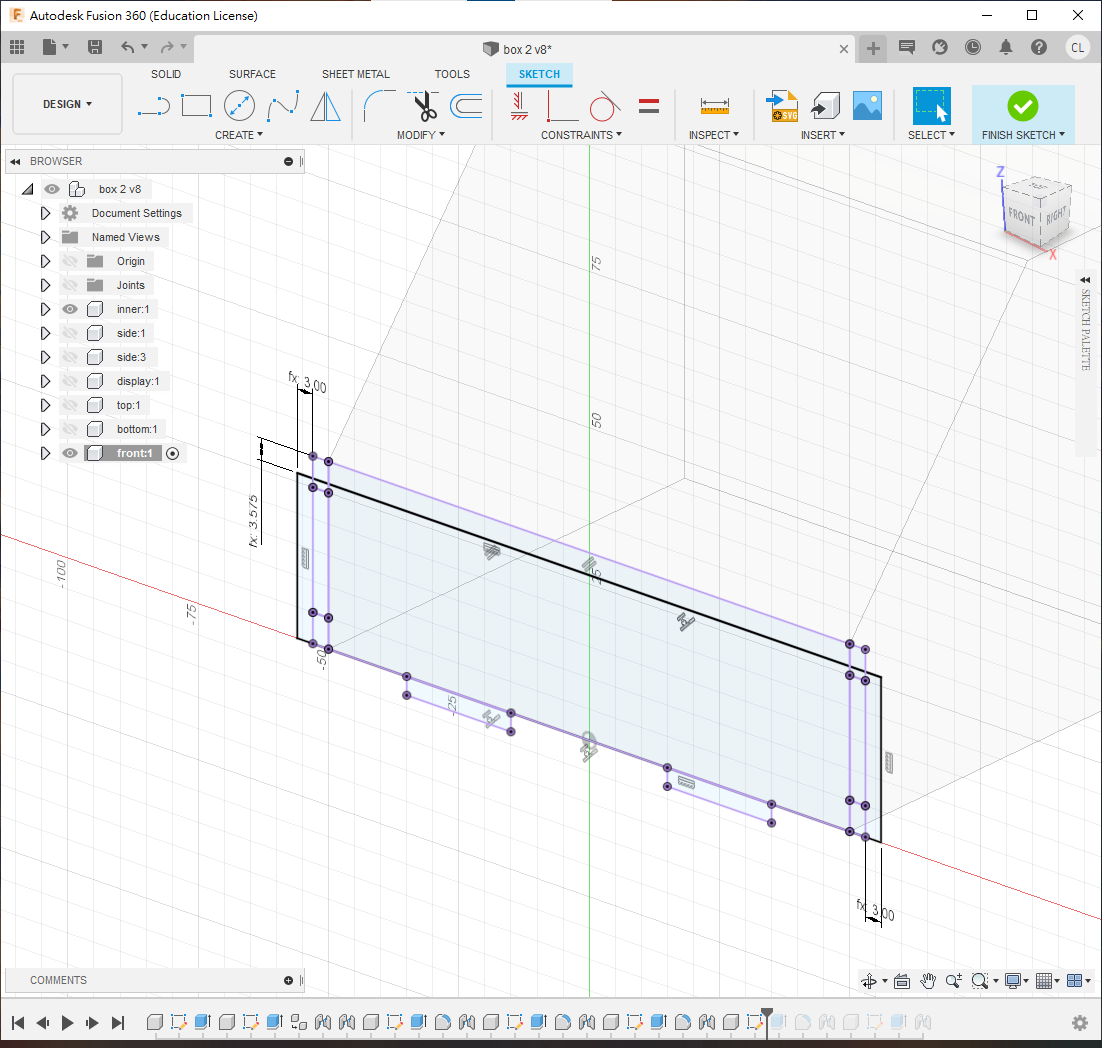 Autodesk Fusion 360 (Education License)
box 2 v8*
CL
DESIGN
SOLID
SURFACE
SHEET METAL
TOOLS
SKETCH
CREATE
MODIFY
CONSTRAINTS
INSPECT
SVG
INSERT
SELECT
FINISH SKETCH
BROWSER
box 2 v8
Document Settings
Named Views
Origin
Joints
inner:1
side:1
side:3
display:1
top:1
bottom:1
front:1
Z
TOP
FRONT
RIGHT
X
SKETCH PALETTE
75
50
25
fx: 3.00
fx: 3.575
-100
-75
-50
-25
fx: 3.00
COMMENTS